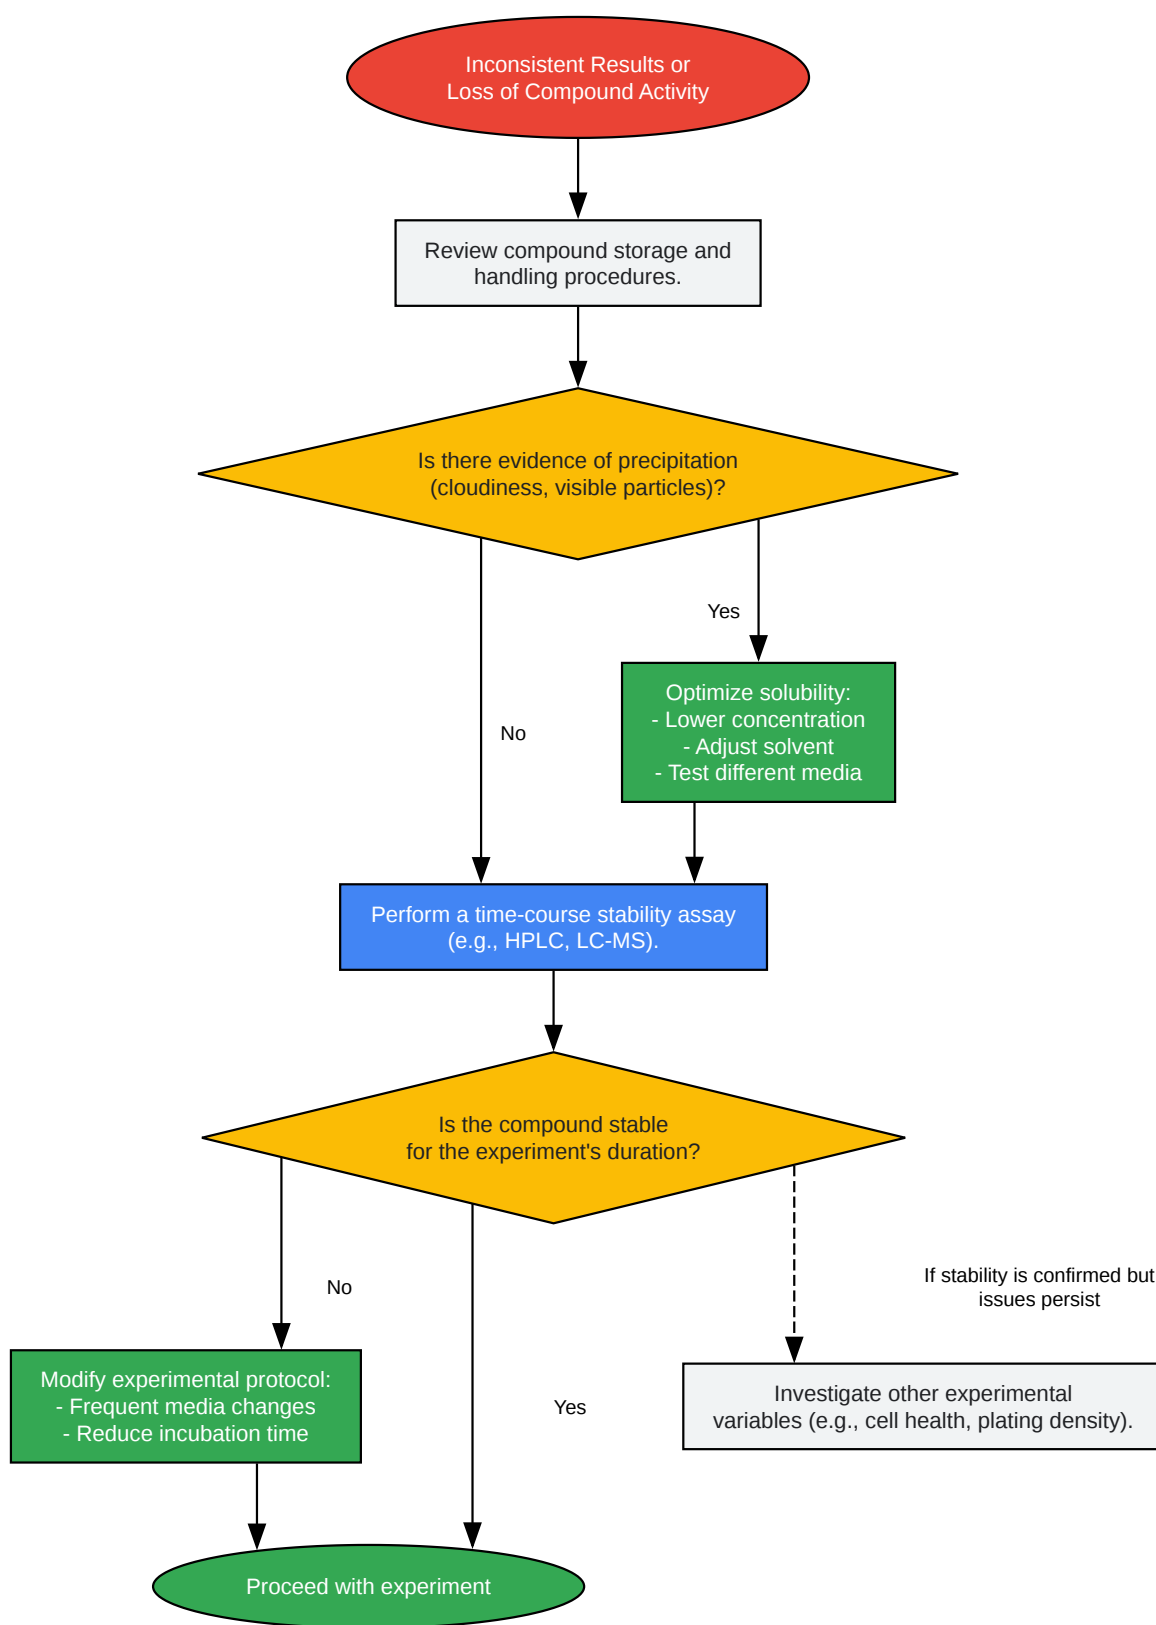 Inconsistent Results or
Loss of Compound Activity
Review compound storage and
handling procedures.
Is there evidence of precipitation
(cloudiness, visible particles)?
Yes
Optimize solubility:
- Lower concentration
- Adjust solvent
- Test different media
No
Perform a time-course stability assay
(e.g., HPLC, LC-MS).
Is the compound stable
for the experiment's duration?
No
If stability is confirmed but
issues persist
Modify experimental protocol:
- Frequent media changes
- Reduce incubation time
Yes
Investigate other experimental
variables (e.g., cell health, plating density).
Proceed with experiment